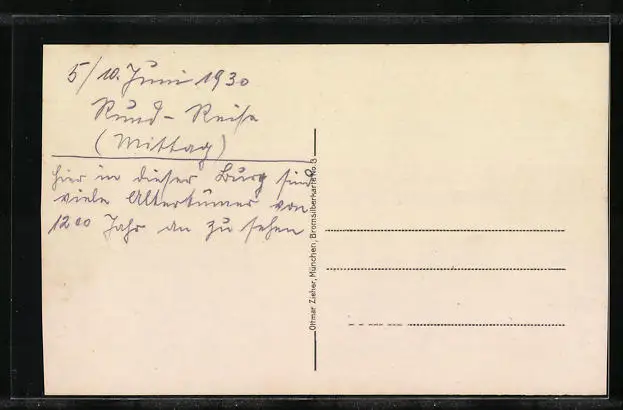 5/10. Juni 1930
Rund-Reise
(Mittag)
hier in dieser Burg sind
viele Altertümer von
1200 Jahr an zu sehen
Ottmar Zieher, München, Bromsilberkarte No. 3